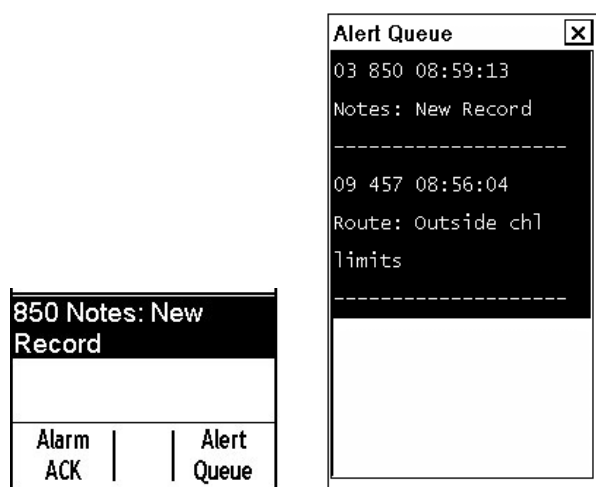 850 Notes: New
Record
Alarm
ACK
Alert
Queue
Alert Queue
03 850 08:59:13
Notes: New Record
--------------------
09 457 08:56:04
Route: Outside chl
limits
--------------------